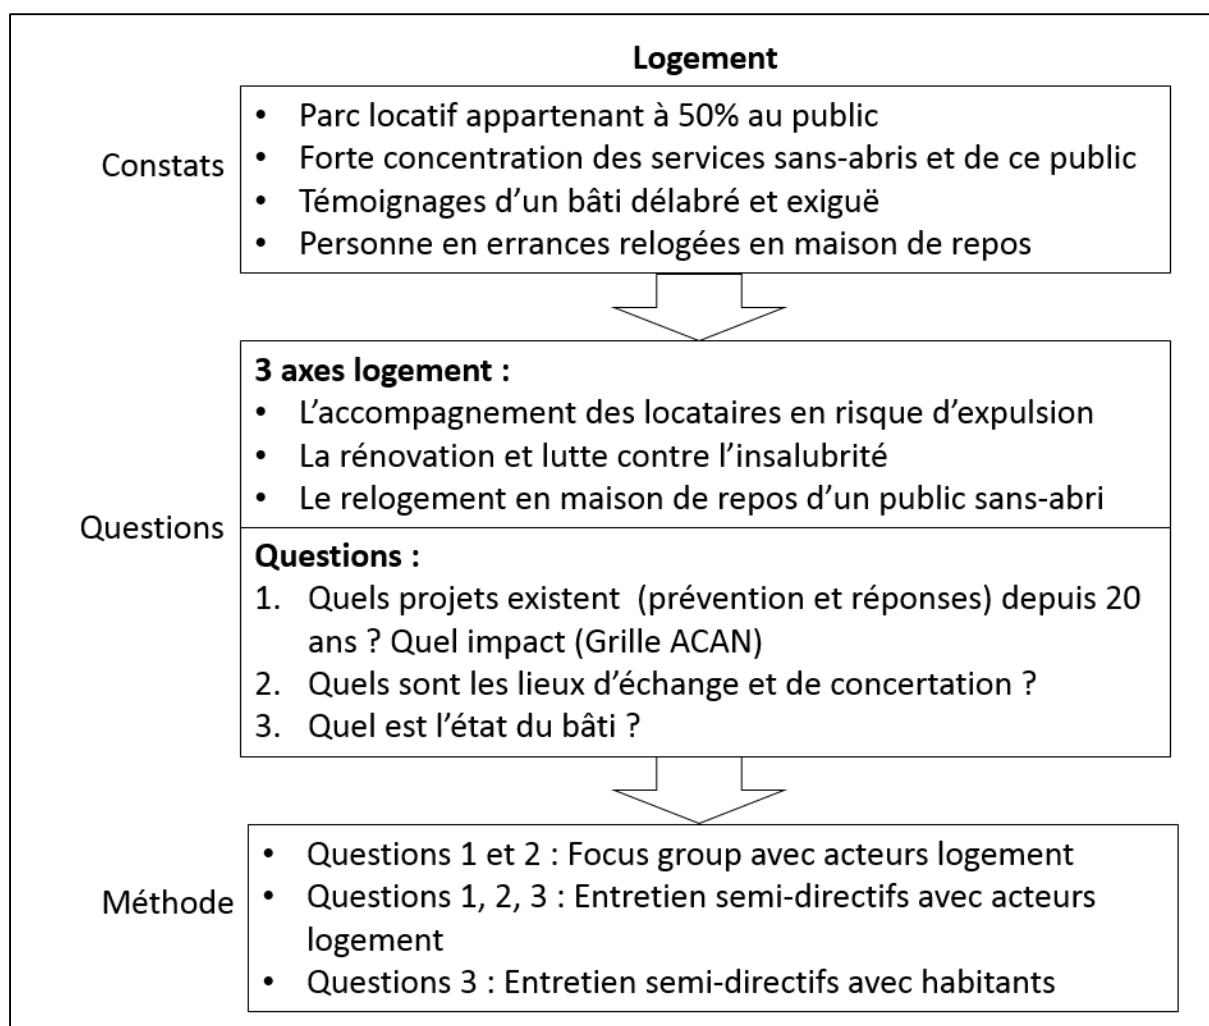 Logement
Constats
• Parc locatif appartenant à 50% au public
• Forte concentration des services sans-abris et de ce public
• Témoignages d’un bâti délabré et exiguë
• Personne en errances relogées en maison de repos
Questions
3 axes logement :
• L’accompagnement des locataires en risque d’expulsion
• La rénovation et lutte contre l’insalubrité
• Le relogement en maison de repos d’un public sans-abri
Questions :
1. Quels projets existent  (prévention et réponses) depuis 20
ans ? Quel impact (Grille ACAN)
2. Quels sont les lieux d’échange et de concertation ?
3. Quel est l’état du bâti ?
Méthode
• Questions 1 et 2 : Focus group avec acteurs logement
• Questions 1, 2, 3 : Entretien semi-directifs avec acteurs
logement
• Questions 3 : Entretien semi-directifs avec habitants